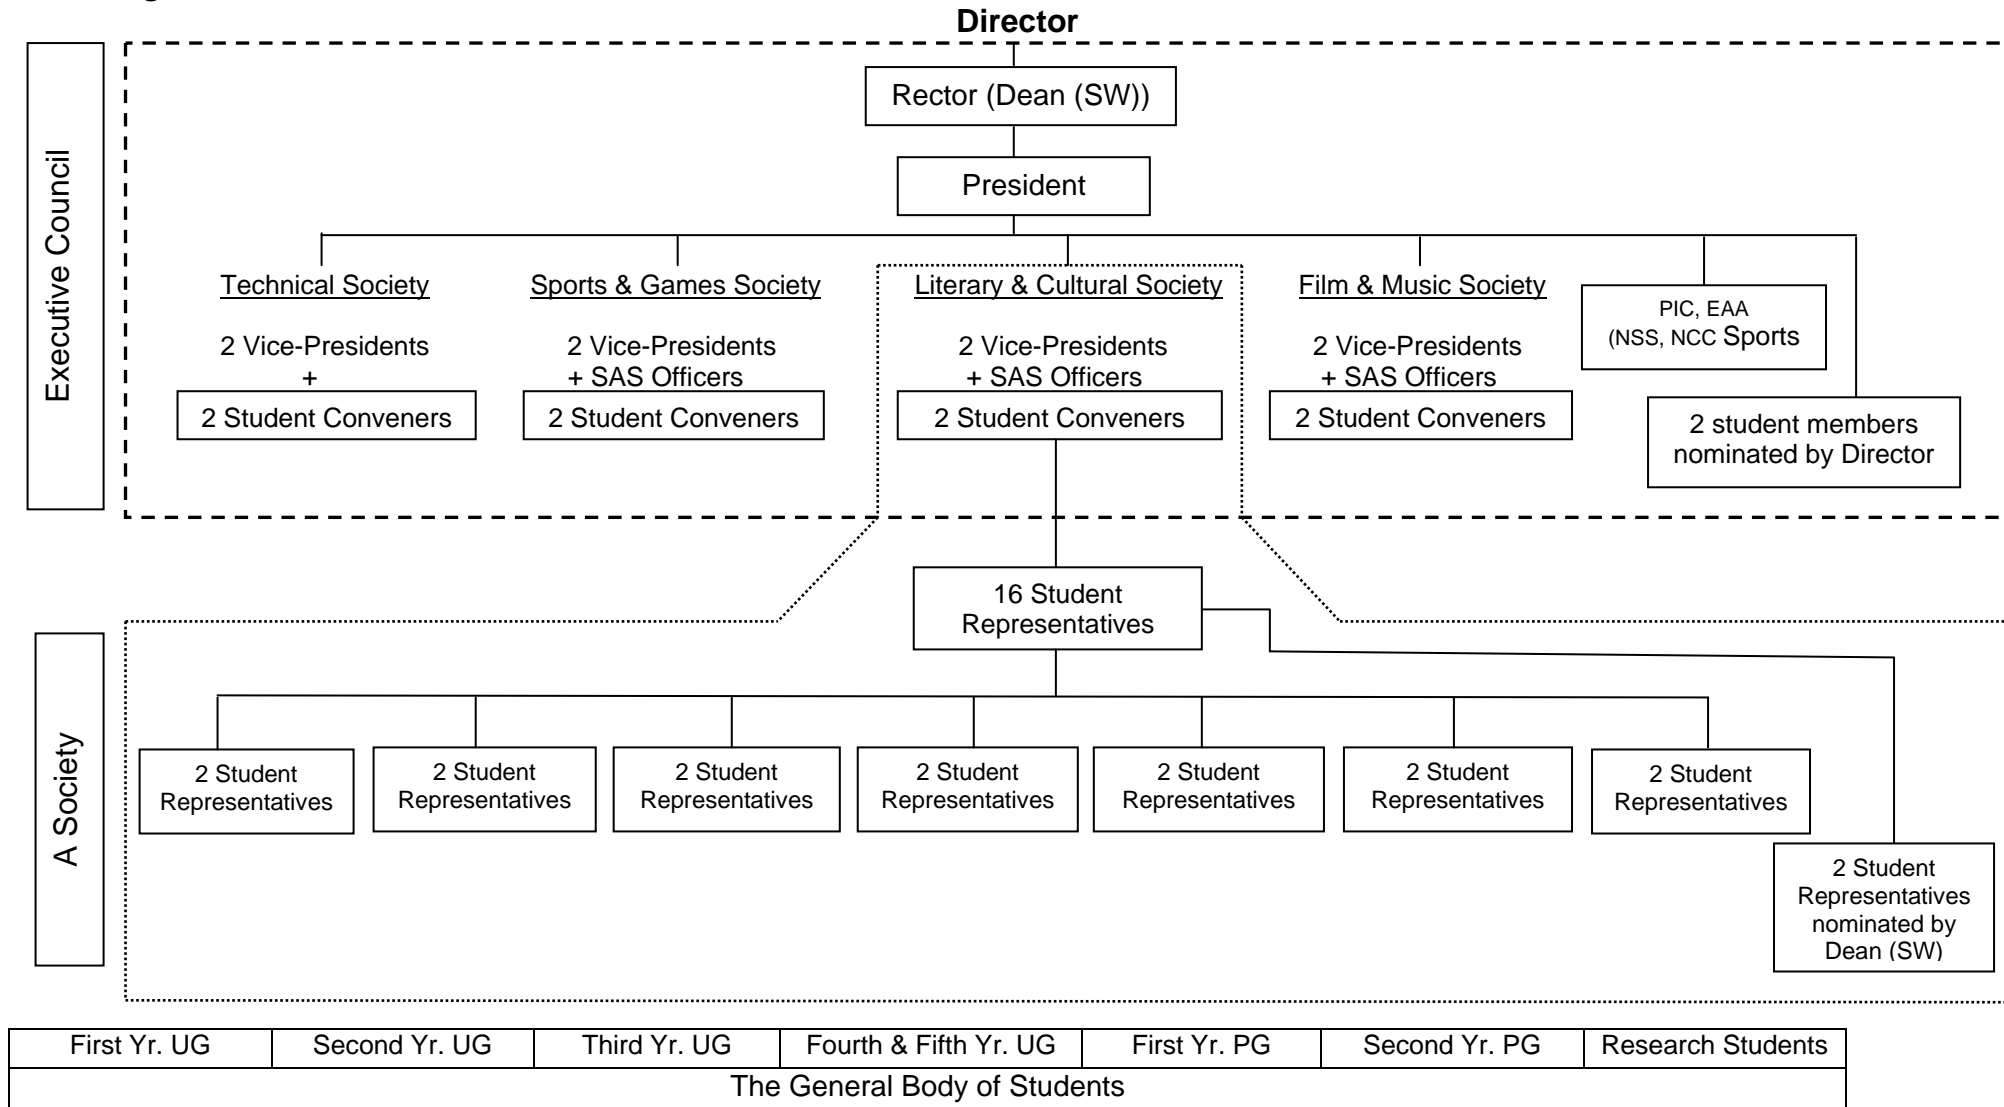 Director
Executive Council
Rector (Dean (SW))
President
Technical Society
2 Vice-Presidents
+
2 Student Conveners
Sports & Games Society
2 Vice-Presidents
+ SAS Officers
2 Student Conveners
Literary & Cultural Society
2 Vice-Presidents
+ SAS Officers
2 Student Conveners
Film & Music Society
2 Vice-Presidents
+ SAS Officers
2 Student Conveners
PIC, EAA
(NSS, NCC Sports
2 student members
nominated by Director
16 Student
Representatives
A Society
2 Student
Representatives
2 Student
Representatives
2 Student
Representatives
2 Student
Representatives
2 Student
Representatives
2 Student
Representatives
2 Student
Representatives
2 Student
Representatives
nominated by
Dean (SW)
First Yr. UG
Second Yr. UG
Third Yr. UG
Fourth & Fifth Yr. UG
First Yr. PG
Second Yr. PG
Research Students
The General Body of Students